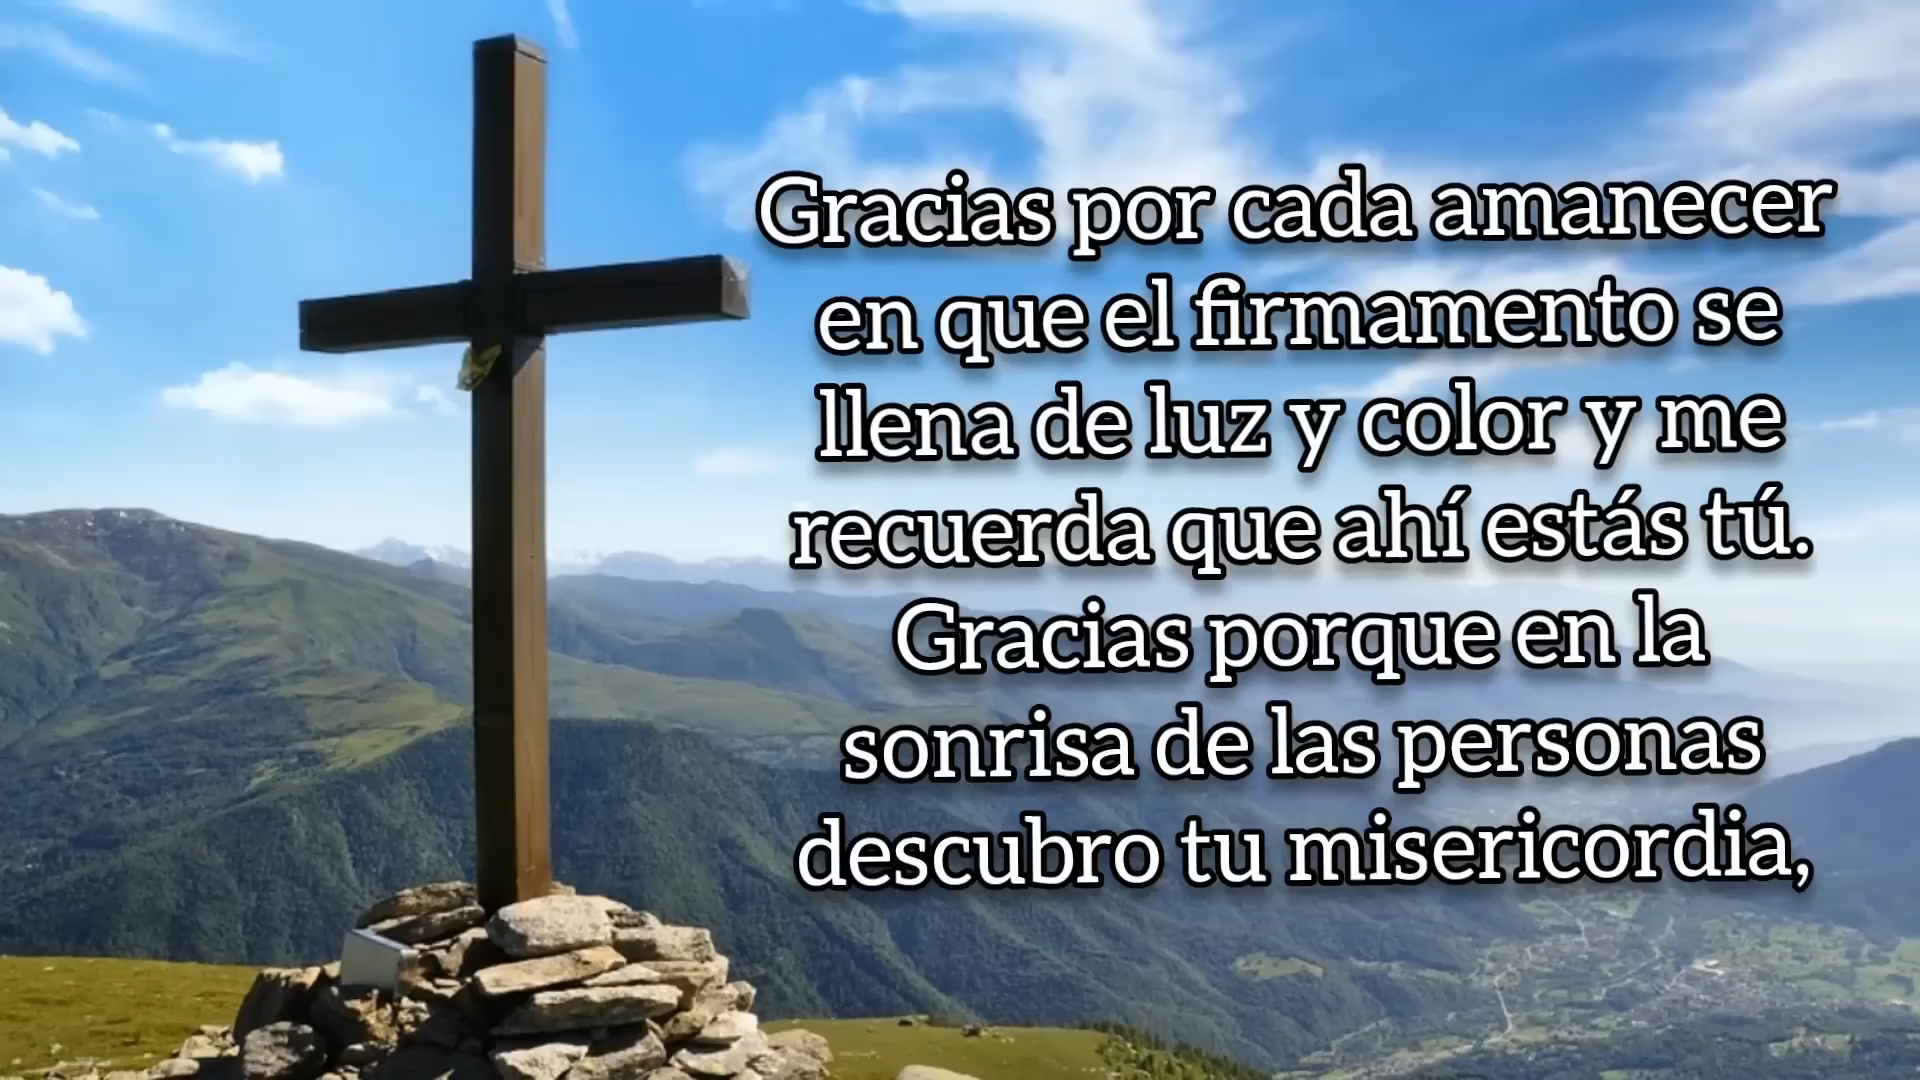 Gracias por cada amanecer
en que el firmamento se
llena de luz y color y me
recuerda que ahí estás tú.
Gracias porque en la
sonrisa de las personas
descubro tu misericordia,